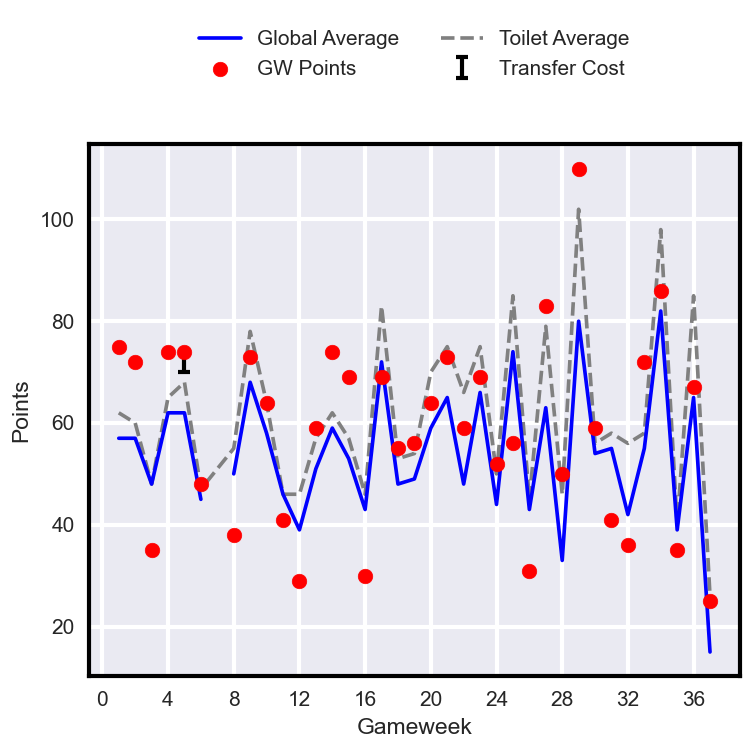 Global Average
Toilet Average
GW Points
Transfer Cost
100
80
60
40
20
Points
0 4 8 12 16 20 24 28 32 36
Gameweek